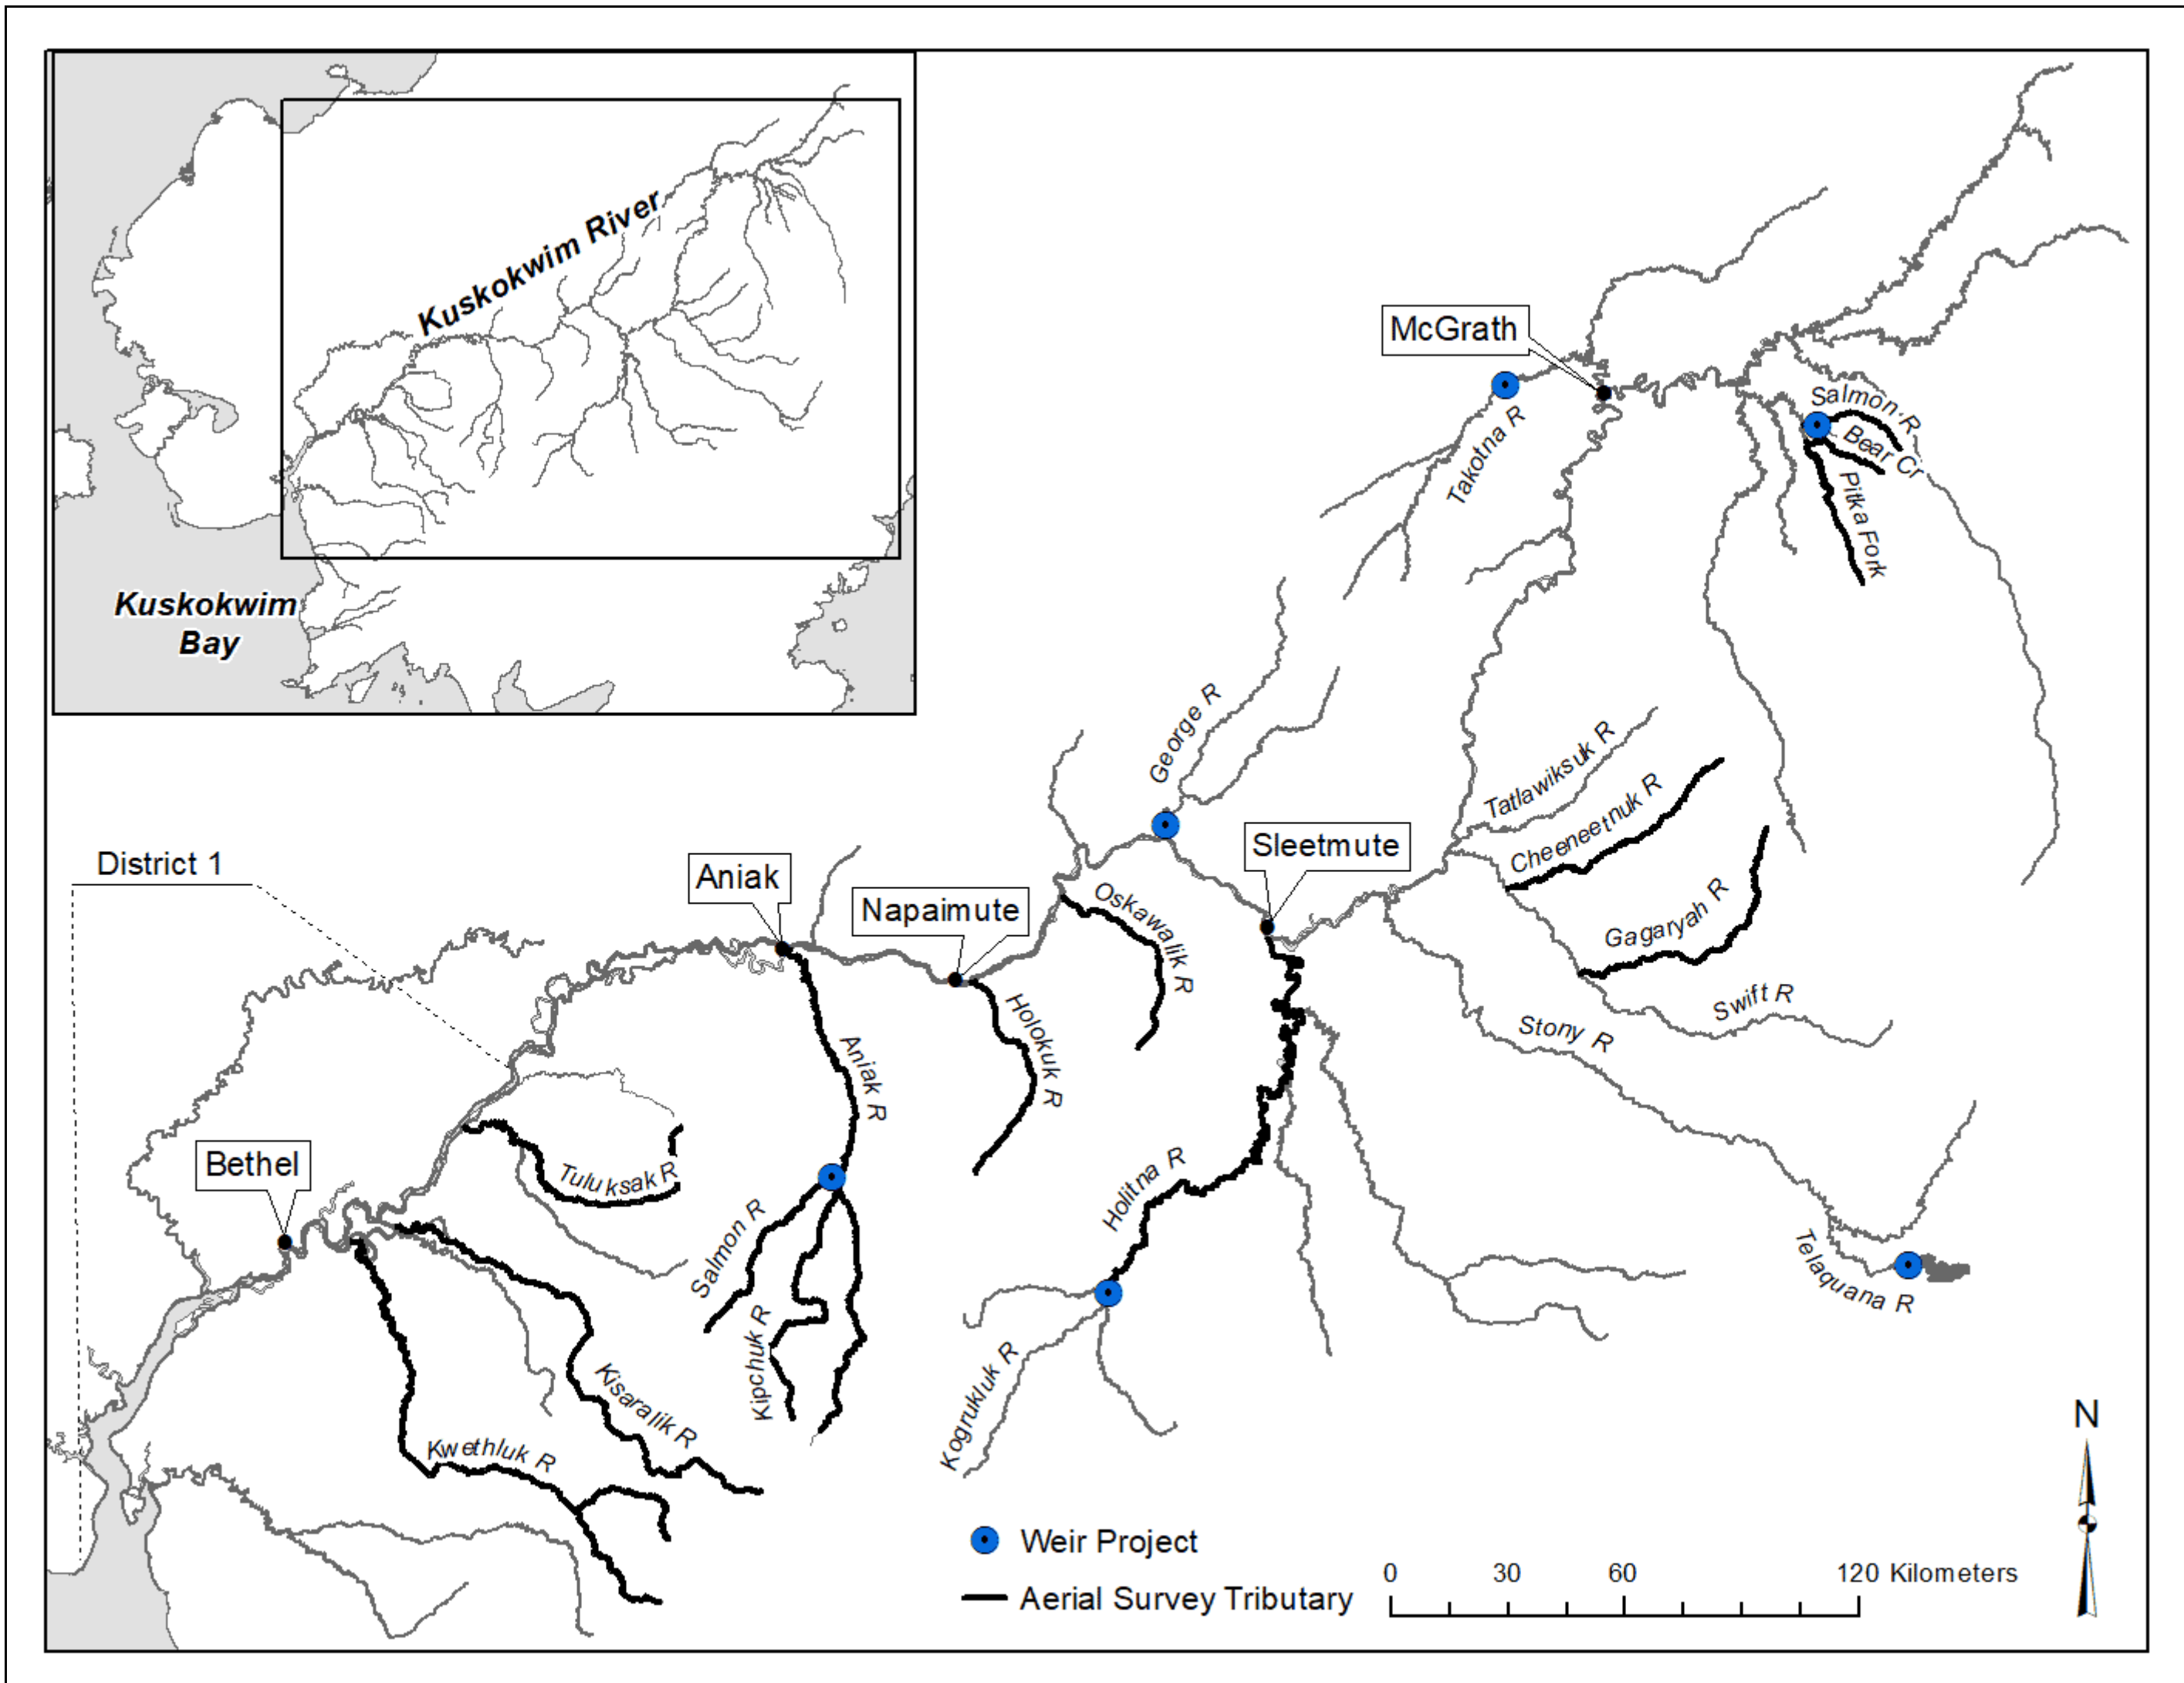 Kuskokwim River
Kuskokwim
Bay
McGrath
Takotna R
Salmon R
Bear Cr
Pitka Fork
George R
Tatlawiksuk R
Cheeneetnuk R
Gagaryah R
Swift R
Stony R
Telaquana R
Sleetmute
Oskawalik R
Napaimute
Aniak
District 1
Holokuk R
Aniak R
Tuluksak R
Bethel
Holitna R
Salmon R
Kipchuk R
Kisaralik R
Kwethluk R
Kogrukluk R
N
Weir Project
Aerial Survey Tributary
0 30 60 120 Kilometers